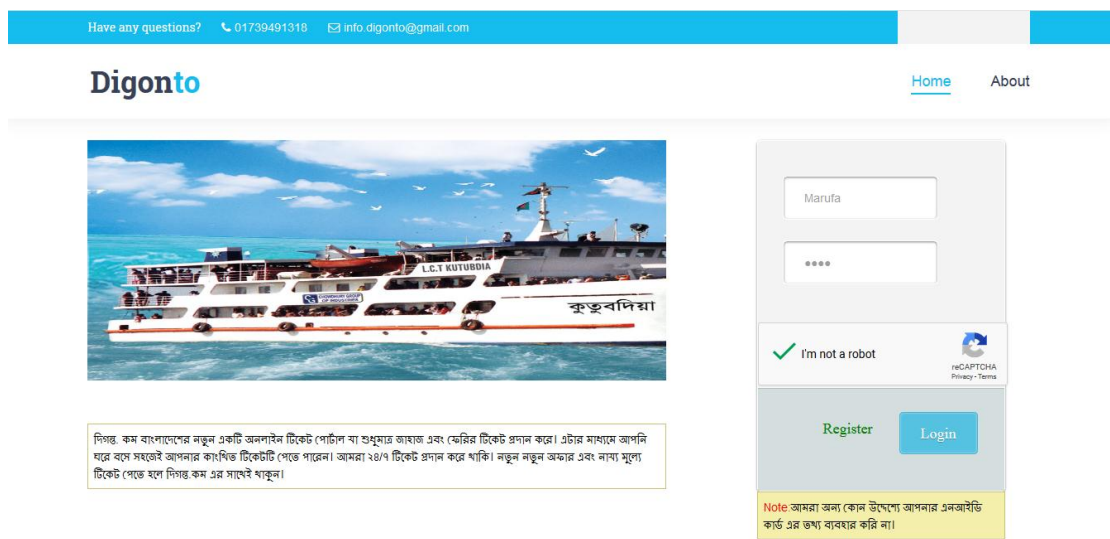 Have any questions? 01739491318 info.digonto@gmail.com
Digonto
Home About
L.C.T KUTUBDIA
কুতুবদিয়া
Marufa
I'm not a robot
reCAPTCHA
Privacy - Terms
Register Login
দিগন্ত. কম বাংলাদেশের নতুন একটি অনলাইন টিকেট পোর্টাল যা শুধুমাত্র জাহাজ এবং ফেরির টিকেট প্রদান করে। এটার মাধ্যমে আপনি
ঘরে বসে সহজেই আপনার কাংখিত টিকেটটি পেতে পারেন। আমরা ২৪/৭ টিকেট প্রদান করে থাকি। নতুন নতুন অফার এবং নায্য মূল্যে
টিকেট পেতে হলে দিগন্ত.কম এর সাথেই থাকুন।
Note:আমরা অন্য কোন উদ্দেশ্যে আপনার এনআইডি
কার্ড এর তথ্য ব্যবহার করি না।